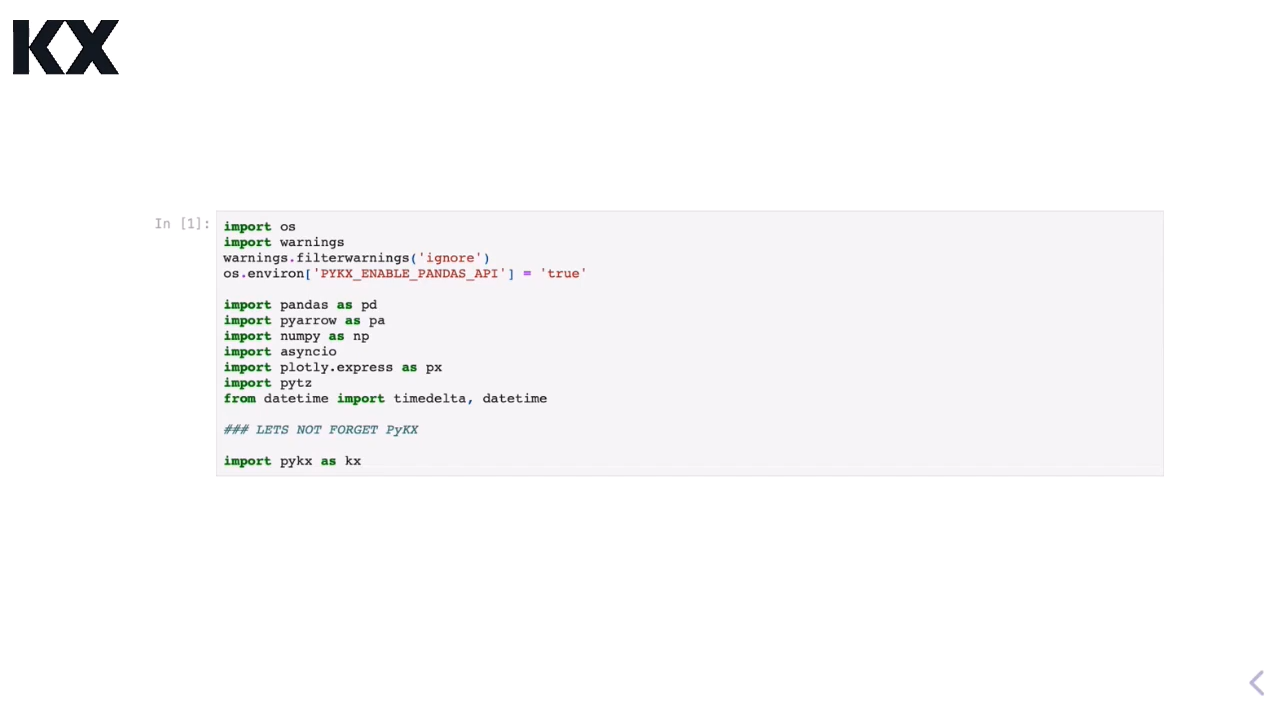 KX
In [1]:
import os
import warnings
warnings.filterwarnings('ignore')
os.environ['PYKX_ENABLE_PANDAS_API'] = 'true'
import pandas as pd
import pyarrow as pa
import numpy as np
import asyncio
import plotly.express as px
import pytz
from datetime import timedelta, datetime
### LETS NOT FORGET PyKX
import pykx as kx